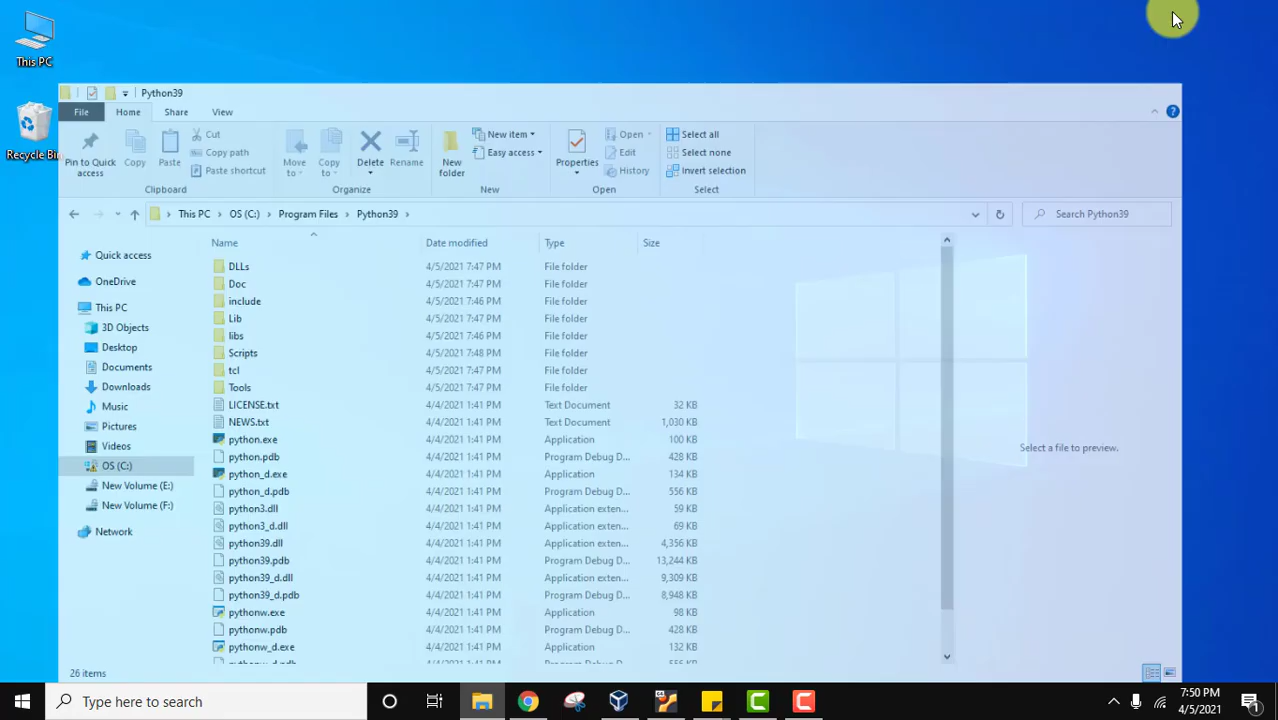 This PC
Recycle Bin
Python39
File Home Share View
Pin to Quick access
Copy
Paste
Cut
Copy path
Paste shortcut
Clipboard
Move to
Copy to
Delete
Rename
Organize
New folder
New item
Easy access
New
Properties
Open
Edit
History
Open
Select all
Select none
Invert selection
Select
This PC > OS (C:) > Program Files > Python39 >
Search Python39
Quick access
OneDrive
This PC
3D Objects
Desktop
Documents
Downloads
Music
Pictures
Videos
OS (C:)
New Volume (E:)
New Volume (F:)
Network
Name Date modified Type Size
DLLs 4/5/2021 7:47 PM File folder
Doc 4/5/2021 7:47 PM File folder
include 4/5/2021 7:46 PM File folder
Lib 4/5/2021 7:47 PM File folder
libs 4/5/2021 7:46 PM File folder
Scripts 4/5/2021 7:48 PM File folder
tcl 4/5/2021 7:47 PM File folder
Tools 4/5/2021 7:47 PM File folder
LICENSE.txt 4/4/2021 1:41 PM Text Document 32 KB
NEWS.txt 4/4/2021 1:41 PM Text Document 1,030 KB
python.exe 4/4/2021 1:41 PM Application 100 KB
python.pdb 4/4/2021 1:41 PM Program Debug D... 428 KB
python_d.exe 4/4/2021 1:41 PM Application 134 KB
python_d.pdb 4/4/2021 1:41 PM Program Debug D... 556 KB
python3.dll 4/4/2021 1:41 PM Application exten... 59 KB
python3_d.dll 4/4/2021 1:41 PM Application exten... 69 KB
python39.dll 4/4/2021 1:41 PM Application exten... 4,356 KB
python39.pdb 4/4/2021 1:41 PM Program Debug D... 13,244 KB
python39_d.dll 4/4/2021 1:41 PM Application exten... 9,309 KB
python39_d.pdb 4/4/2021 1:41 PM Program Debug D... 8,948 KB
pythonw.exe 4/4/2021 1:41 PM Application 98 KB
pythonw.pdb 4/4/2021 1:41 PM Program Debug D... 428 KB
pythonw_d.exe 4/4/2021 1:41 PM Application 132 KB
Select a file to preview.
26 items
Type here to search
7:50 PM
4/5/2021